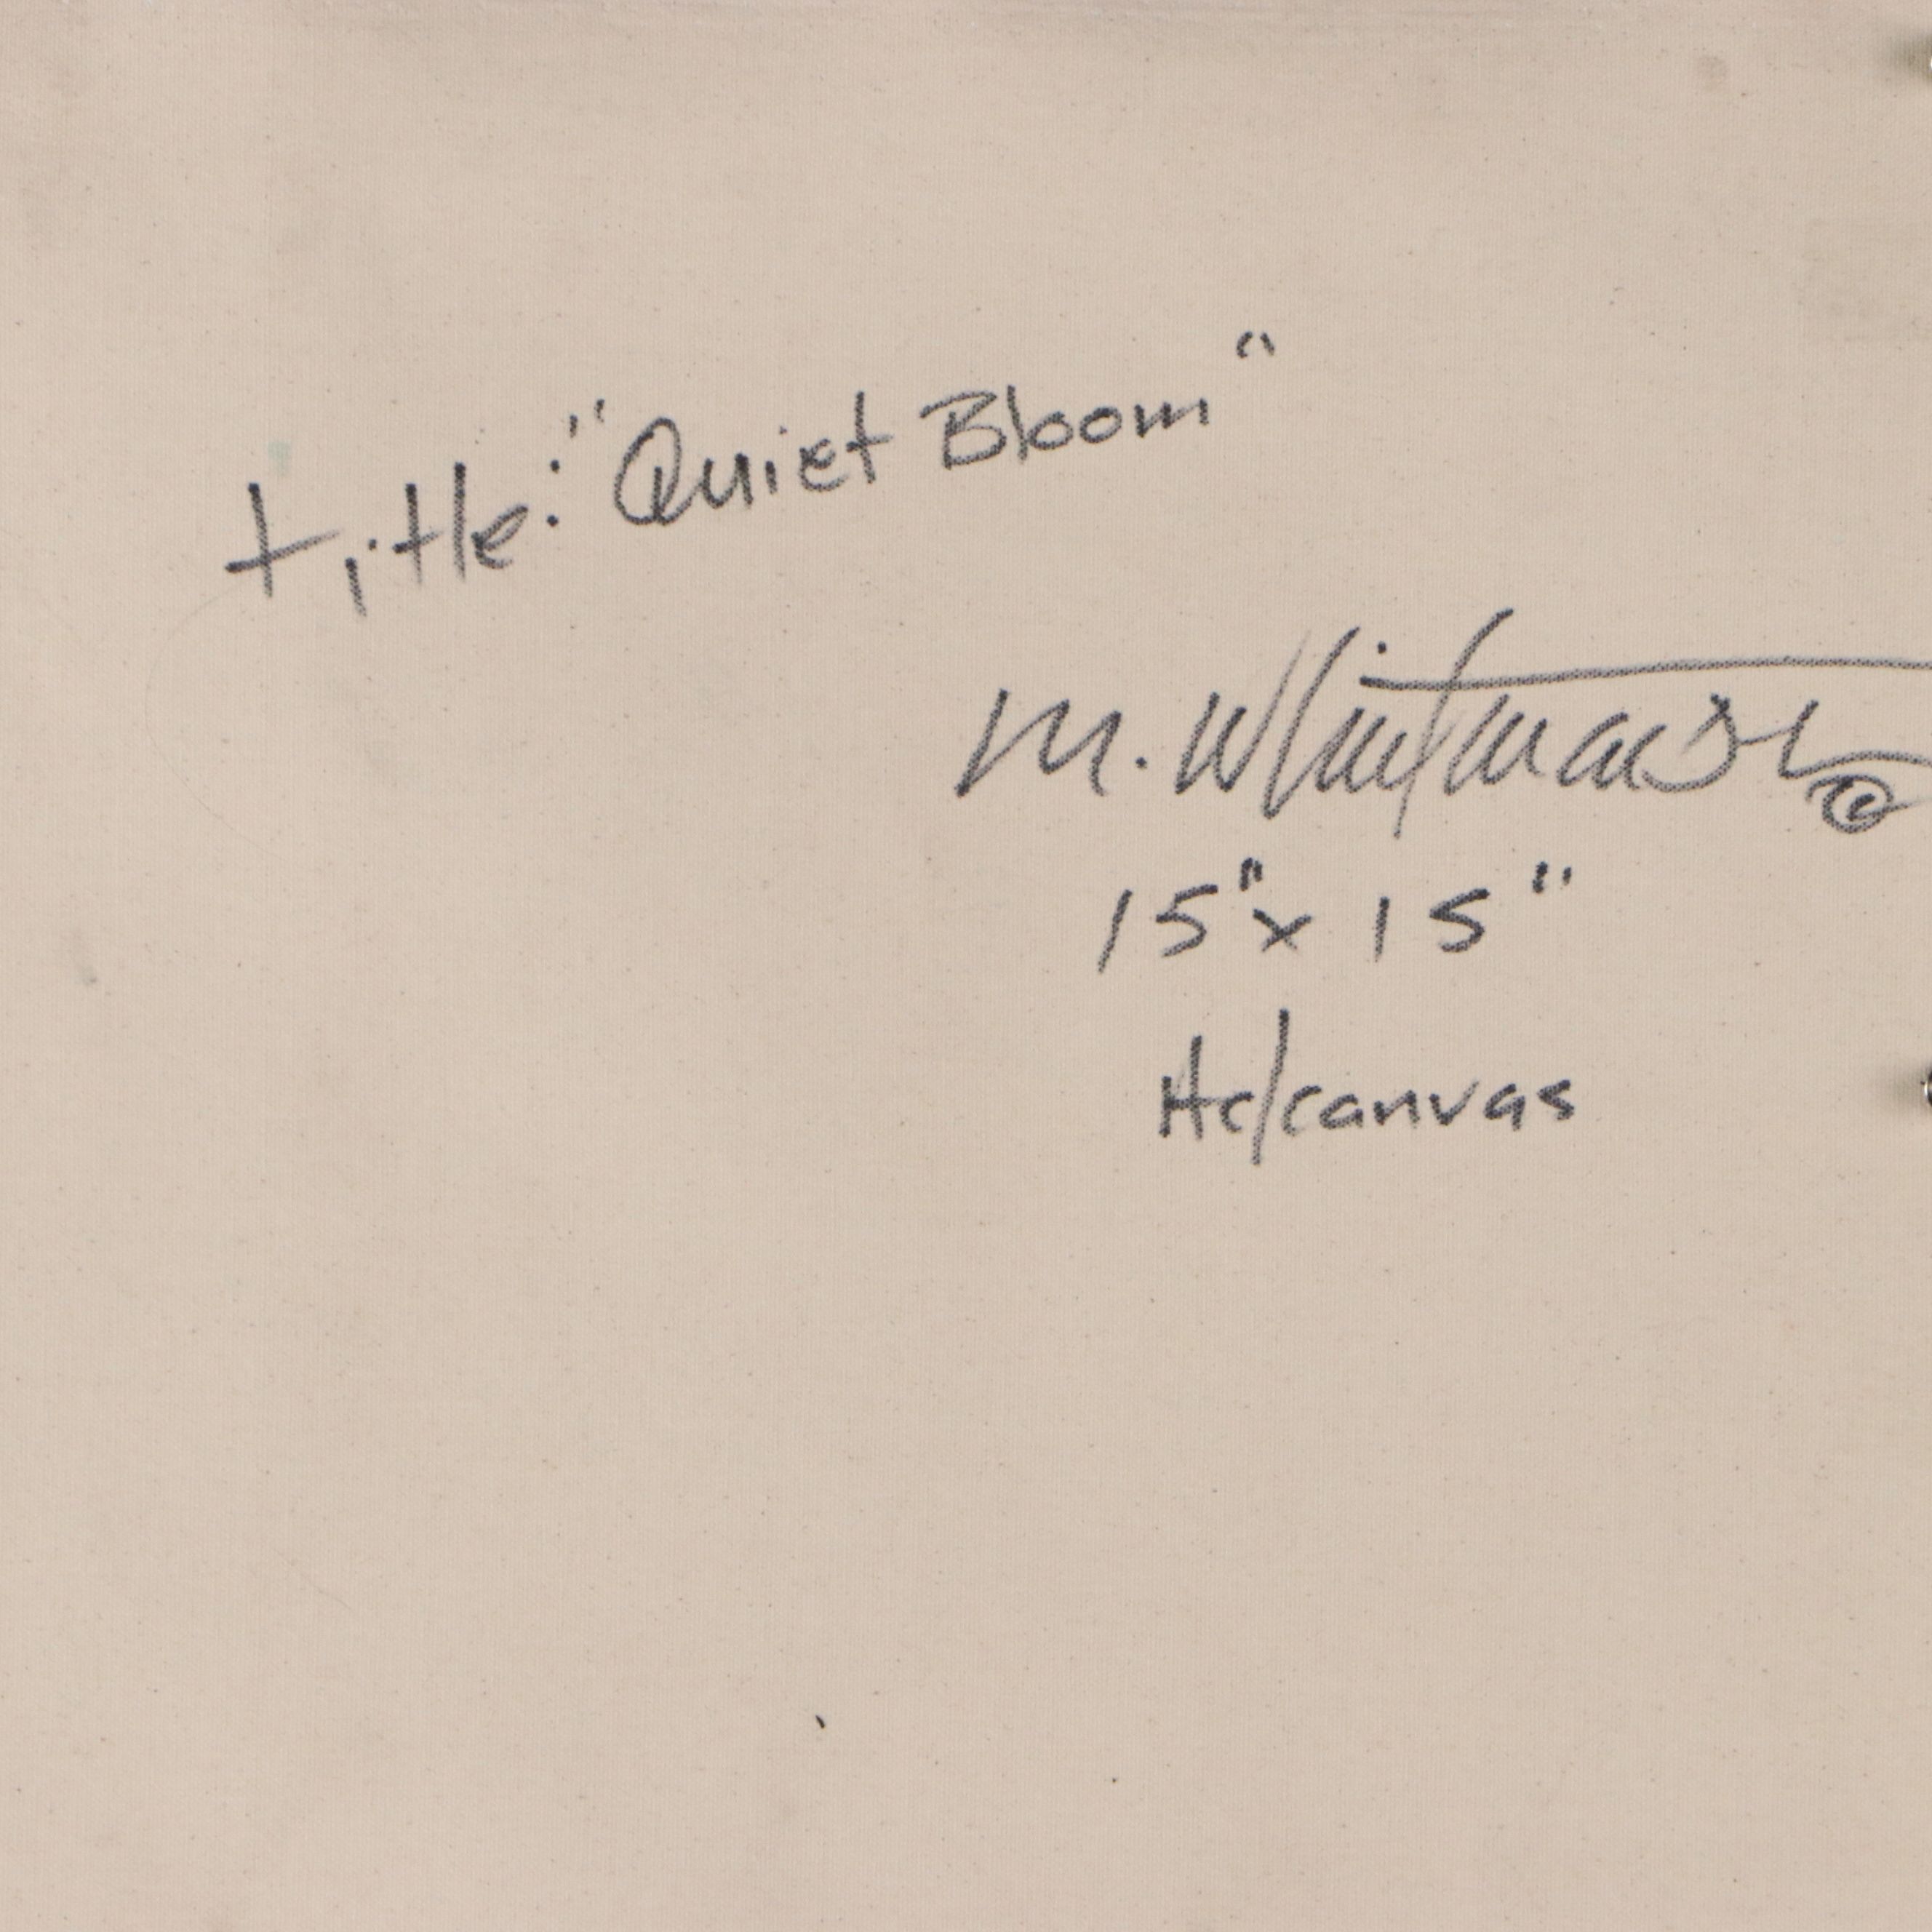 title: "Quiet Bloom"
M. ©
15" x 15"
Ac/canvas